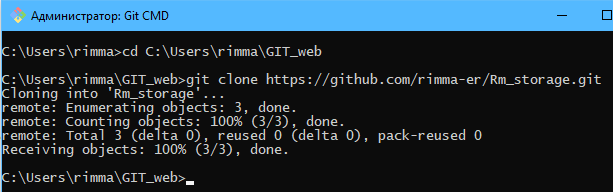 Администратор: Git CMD
C:\Users\rimma>cd C:\Users\rimma\GIT_web
C:\Users\rimma\GIT_web>git clone https://github.com/rimma-er/Rm_storage.git
Cloning into 'Rm_storage'...
remote: Enumerating objects: 3, done.
remote: Counting objects: 100% (3/3), done.
remote: Total 3 (delta 0), reused 0 (delta 0), pack-reused 0
Receiving objects: 100% (3/3), done.
C:\Users\rimma\GIT_web>